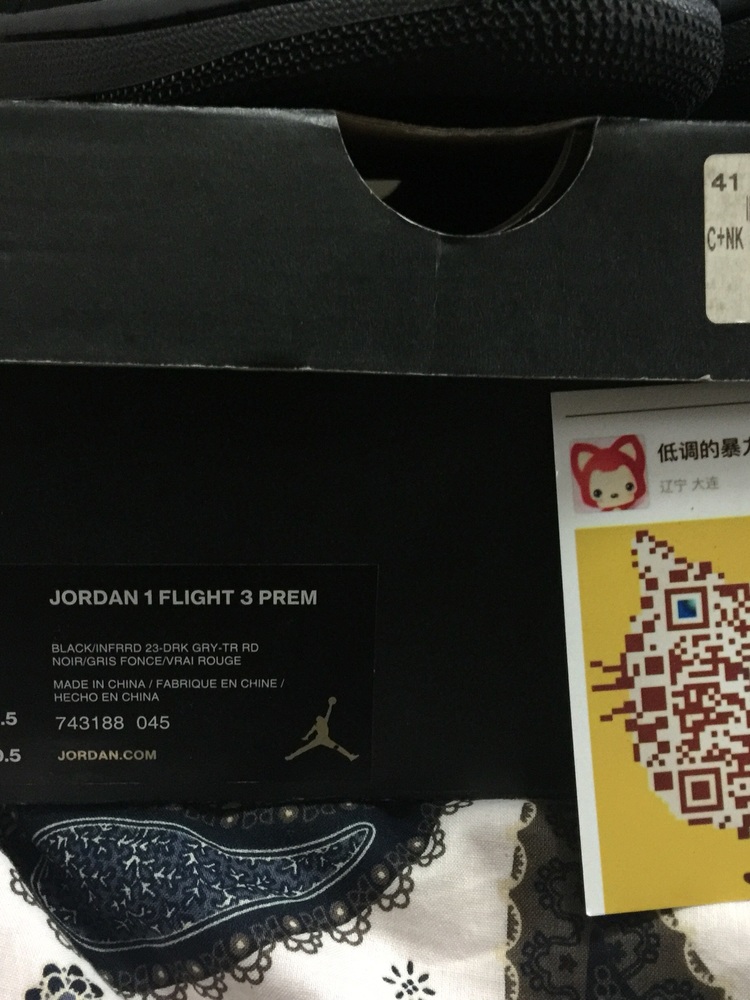 41
C+NK
低调的暴力
辽宁 大连
JORDAN 1 FLIGHT 3 PREM
BLACK/INFRRD 23-DRK GRY-TR RD
NOIR/GRIS FONCE/VRAI ROUGE
MADE IN CHINA / FABRIQUE EN CHINE /
HECHO EN CHINA
.5
743188 045
0.5
JORDAN.COM